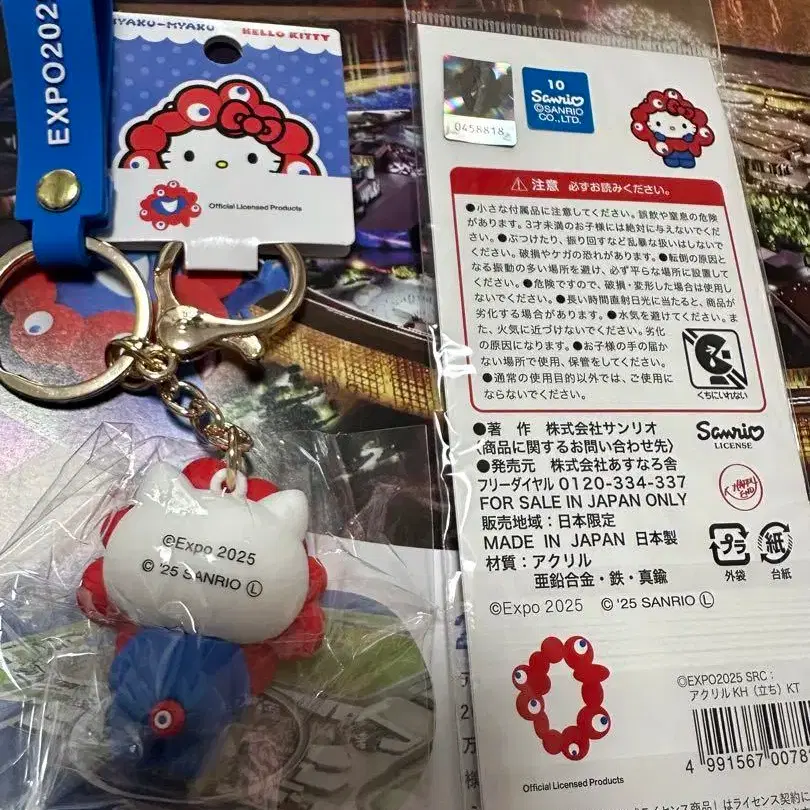 EXPO202
MYAKU-MYAKU
HELLO KITTY
Official Licensed Products
©Expo 2025
© '25 SANRIO Ⓛ
0458818
10
Sanrio
©SANRIO
CO.,LTD.
注意 必ずお読みください。
●小さな付属品に注意してください。誤飲や窒息の危険
があります。3才未満のお子様には絶対に与えないでくだ
さい。●ぶつけたり、振り回すなど乱暴な扱いはしないで
ください。破損やケガの恐れがあります。●転倒の原因と
なる振動の多い場所を避け、必ず平らな場所に設置して
ください。●危険ですので、破損・変形した場合は使用し
ないでください。●長い時間直射日光に当たると、商品が
劣化する場合があります。●水気を避けてください。ま
た、火気に近づけないでください。劣化
の原因になります。●お子様の手の届か
ない場所で使用、保管をしてください。
●通常の使用目的以外では、ご使用に
ならないでください。
くちにいれない
●著 作 株式会社サンリオ
〈商品に関するお問い合わせ先〉
●発売元 株式会社あすなろ舎
フリーダイヤル 0120-334-337
FOR SALE IN JAPAN ONLY
販売地域：日本限定
MADE IN JAPAN 日本製
材質：アクリル
亜鉛合金・鉄・真鍮
©Expo 2025 © '25 SANRIO Ⓛ
Sanrio
LICENSE
HAPPY
END
プラ
外袋
紙
台紙
©EXPO2025 SRC：
アクリルKH（立ち）KT
4 991567 0078
Official Licensed Products
ライセンス商品」はライセンス契約に